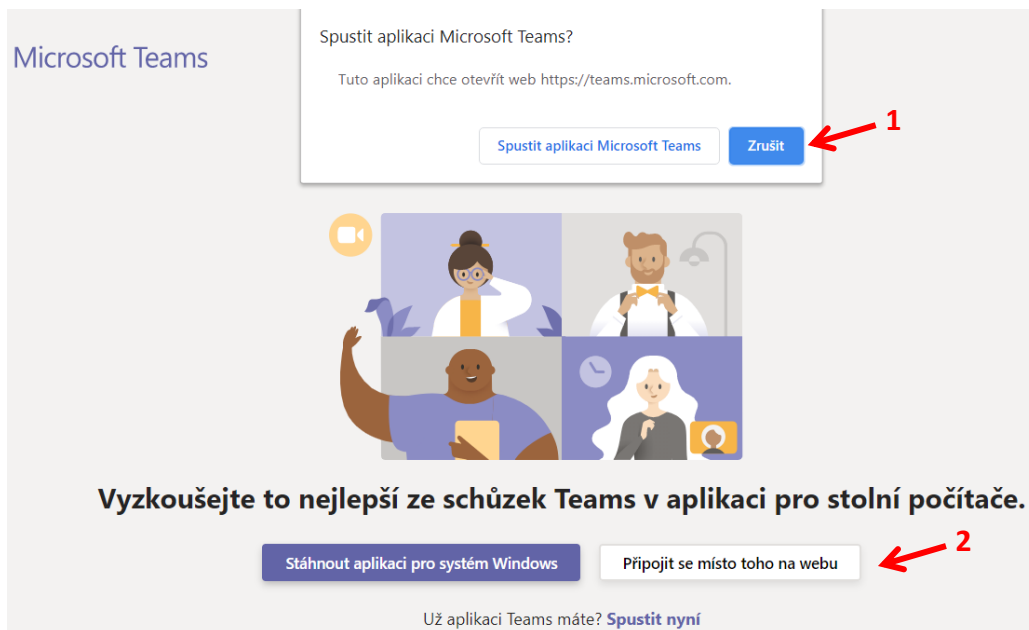 Microsoft Teams
Spustit aplikaci Microsoft Teams?
Tuto aplikaci chce otevřít web https://teams.microsoft.com.
Spustit aplikaci Microsoft Teams
Zrušit
1
Vyzkoušejte to nejlepší ze schůzek Teams v aplikaci pro stolní počítače.
Stáhnout aplikaci pro systém Windows
Připojit se místo toho na webu
2
Už aplikaci Teams máte? Spustit nyní